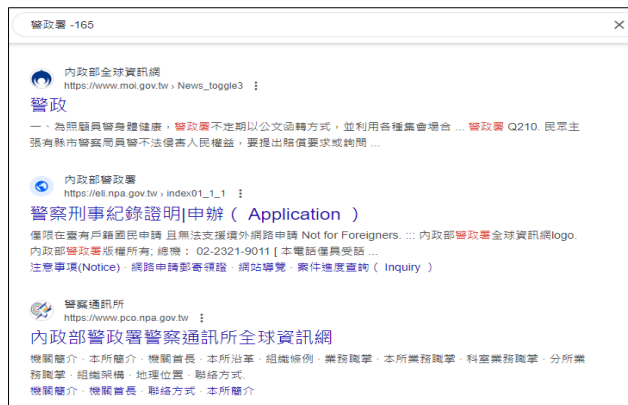 警政署 -165
內政部全球資訊網
https://www.moi.gov.tw › News_toggle3
警政
一、為照顧員警身體健康，警政署不定期以公文函轉方式，並利用各種集會場合 ... 警政署 Q210. 民眾主
張有縣市警察局員警不法侵害人民權益，要提出賠償要求或詢問 ...
內政部警政署
https://eli.npa.gov.tw › index01_1_1
警察刑事紀錄證明|申辦（ Application ）
僅限在臺有戶籍國民申請 且無法支援境外網路申請 Not for Foreigners. ::: 內政部警政署全球資訊網logo.
內政部警政署版權所有; 總機： 02-2321-9011 [ 本電話僅具受話 ...
注意事項(Notice) · 網路申請郵寄領證 · 網站導覽 · 案件進度查詢（ Inquiry ）
警察通訊所
https://www.pco.npa.gov.tw
內政部警政署警察通訊所全球資訊網
機關簡介 · 本所簡介 · 機關首長 · 本所沿革 · 組織條例 · 業務職掌 · 本所業務職掌 · 科室業務職掌 · 分所業
務職掌 · 組織架構 · 地理位置 · 聯絡方式.
機關簡介 · 機關首長 · 聯絡方式 · 本所簡介